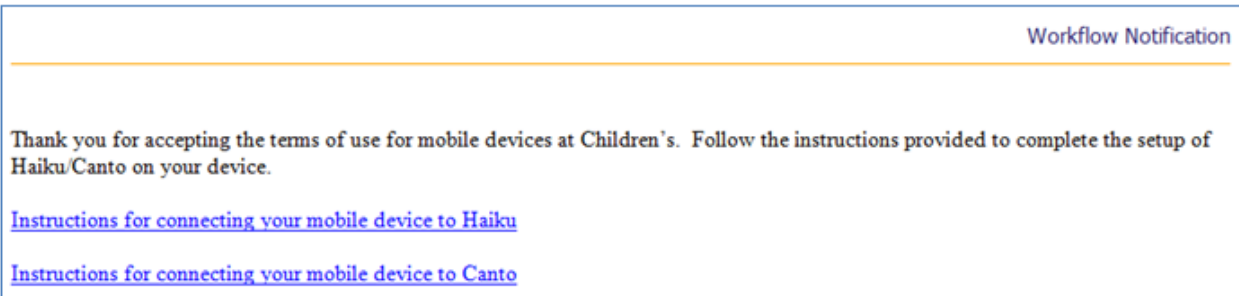 Workflow Notification
Thank you for accepting the terms of use for mobile devices at Children’s.  Follow the instructions provided to complete the setup of
Haiku/Canto on your device.
Instructions for connecting your mobile device to Haiku
Instructions for connecting your mobile device to Canto